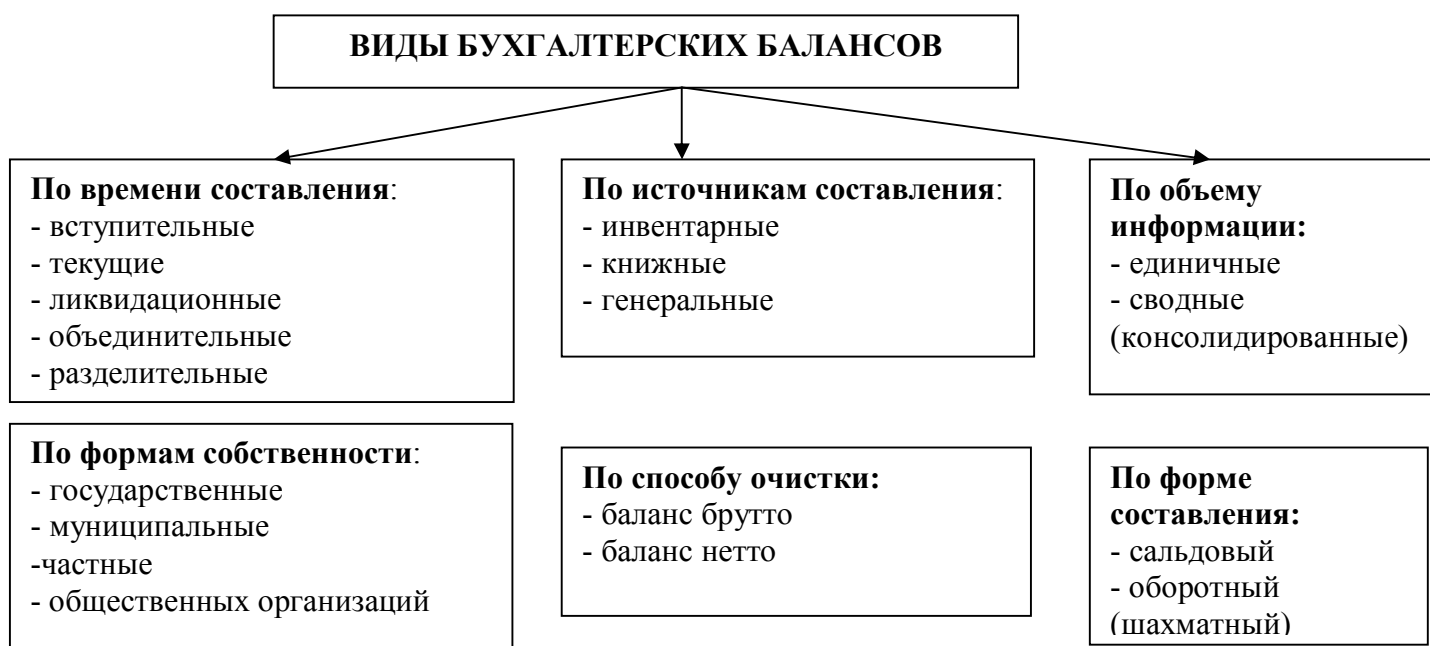 ВИДЫ БУХГАЛТЕРСКИХ БАЛАНСОВ
По времени составления:
- вступительные
- текущие
- ликвидационные
- объединительные
- разделительные
По источникам составления:
- инвентарные
- книжные
- генеральные
По объему
информации:
- единичные
- сводные
(консолидированные)
По формам собственности:
- государственные
- муниципальные
-частные
- общественных организаций
По способу очистки:
- баланс брутто
- баланс нетто
По форме
составления:
- сальдовый
- оборотный
(шахматный)